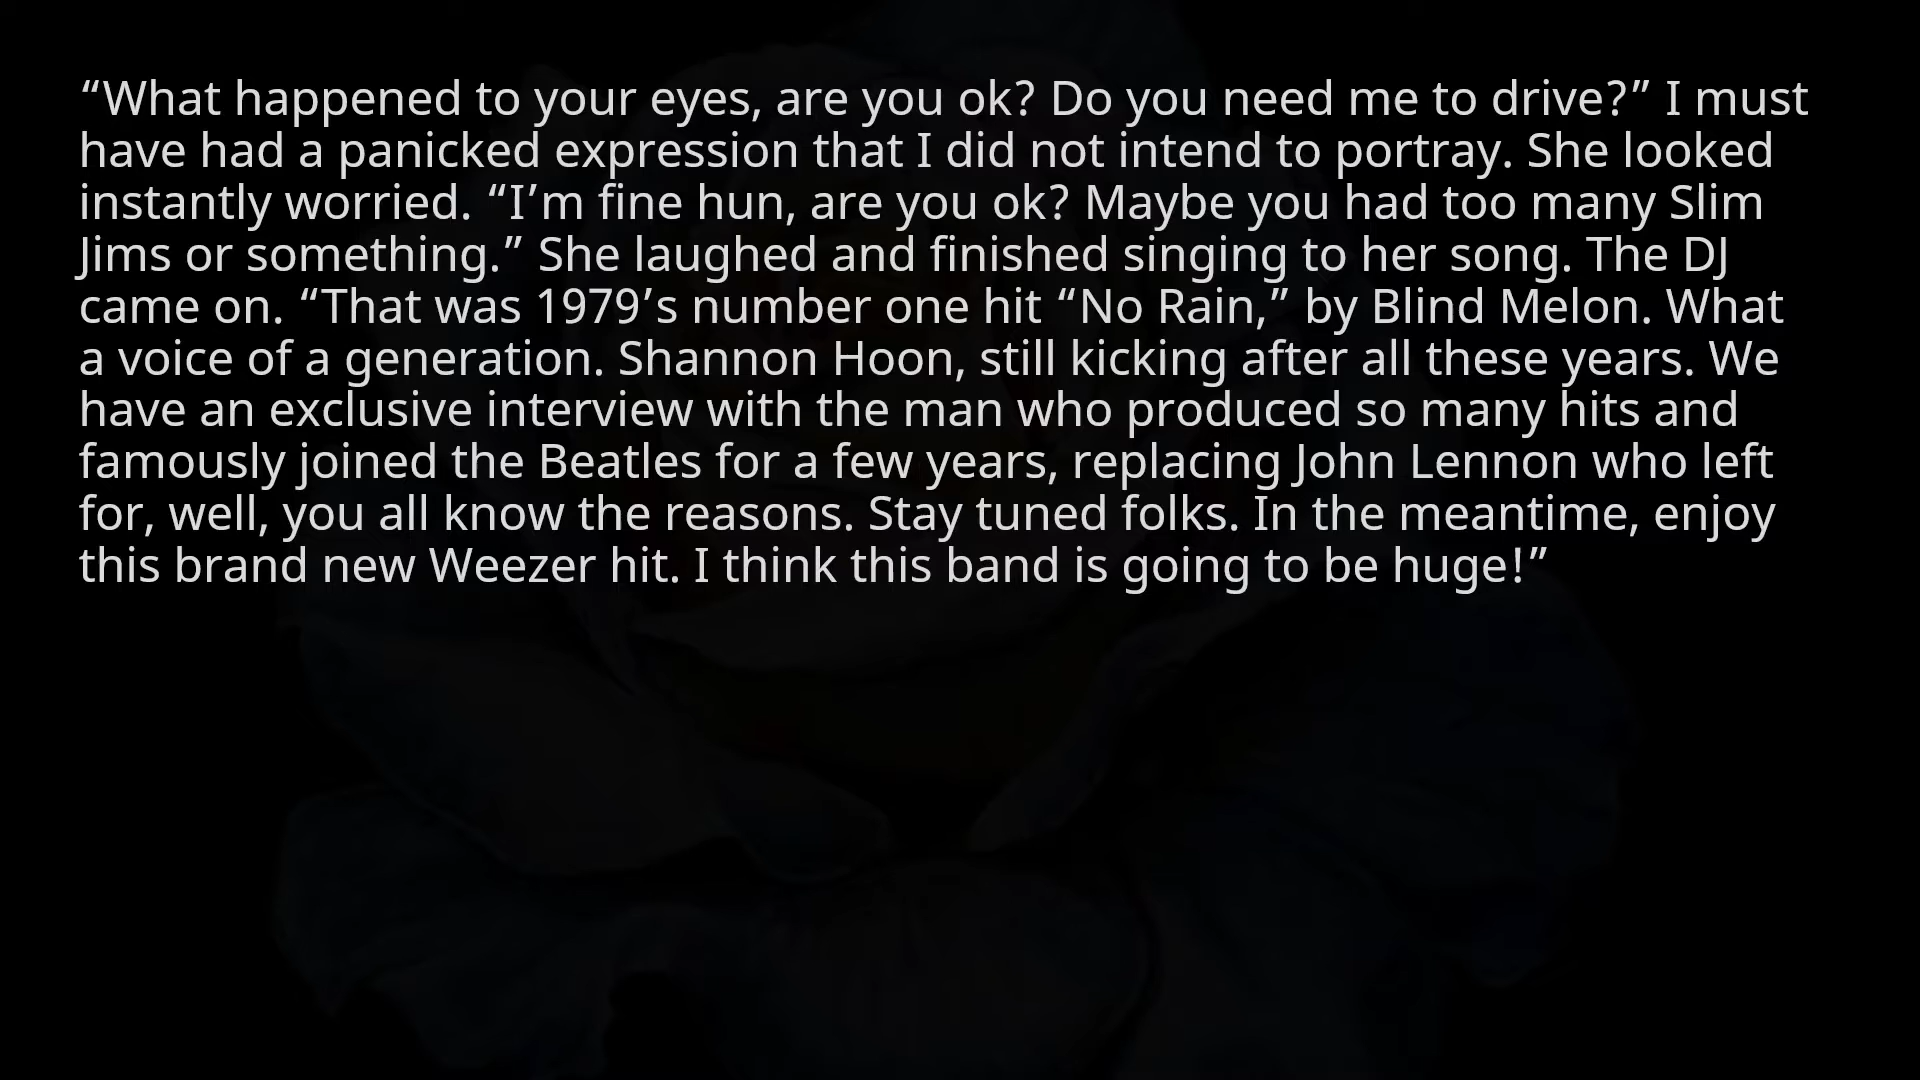 “What happened to your eyes, are you ok? Do you need me to drive?” I must
have had a panicked expression that I did not intend to portray. She looked
instantly worried. “I’m fine hun, are you ok? Maybe you had too many Slim
Jims or something.” She laughed and finished singing to her song. The DJ
came on. “That was 1979’s number one hit “No Rain,” by Blind Melon. What
a voice of a generation. Shannon Hoon, still kicking after all these years. We
have an exclusive interview with the man who produced so many hits and
famously joined the Beatles for a few years, replacing John Lennon who left
for, well, you all know the reasons. Stay tuned folks. In the meantime, enjoy
this brand new Weezer hit. I think this band is going to be huge!”